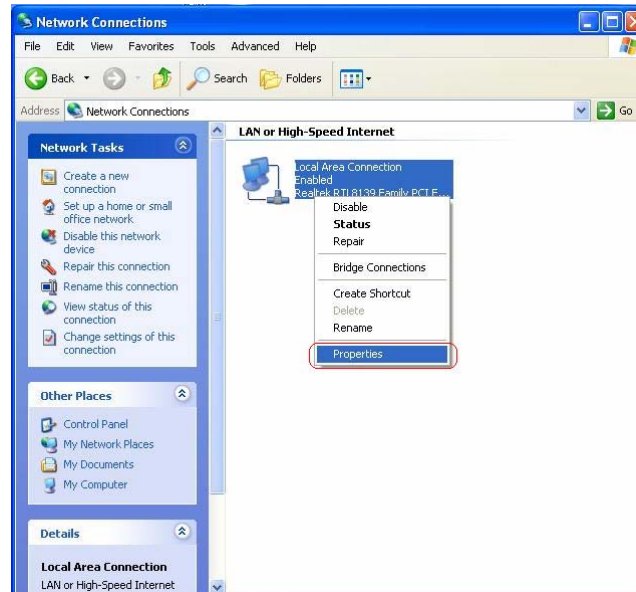 Network Connections
File Edit View Favorites Tools Advanced Help
Back Search Folders
Address Network Connections Go
Network Tasks
Create a new
connection
Set up a home or small
office network
Disable this network
device
Repair this connection
Rename this connection
View status of this
connection
Change settings of this
connection
Other Places
Control Panel
My Network Places
My Documents
My Computer
Details
Local Area Connection
LAN or High-Speed Internet
LAN or High-Speed Internet
Local Area Connection
Enabled
Realtek RTL8139 Family PCI F...
Disable
Status
Repair
Bridge Connections
Create Shortcut
Delete
Rename
Properties